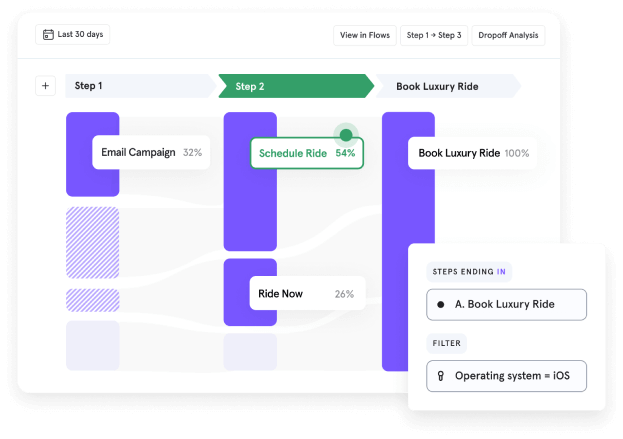 Last 30 days
View in Flows
Step 1 → Step 3
Dropoff Analysis
+
Step 1
Step 2
Book Luxury Ride
Email Campaign 32%
Schedule Ride 54%
Book Luxury Ride 100%
Ride Now 26%
STEPS ENDING IN
A. Book Luxury Ride
FILTER
Operating system = iOS